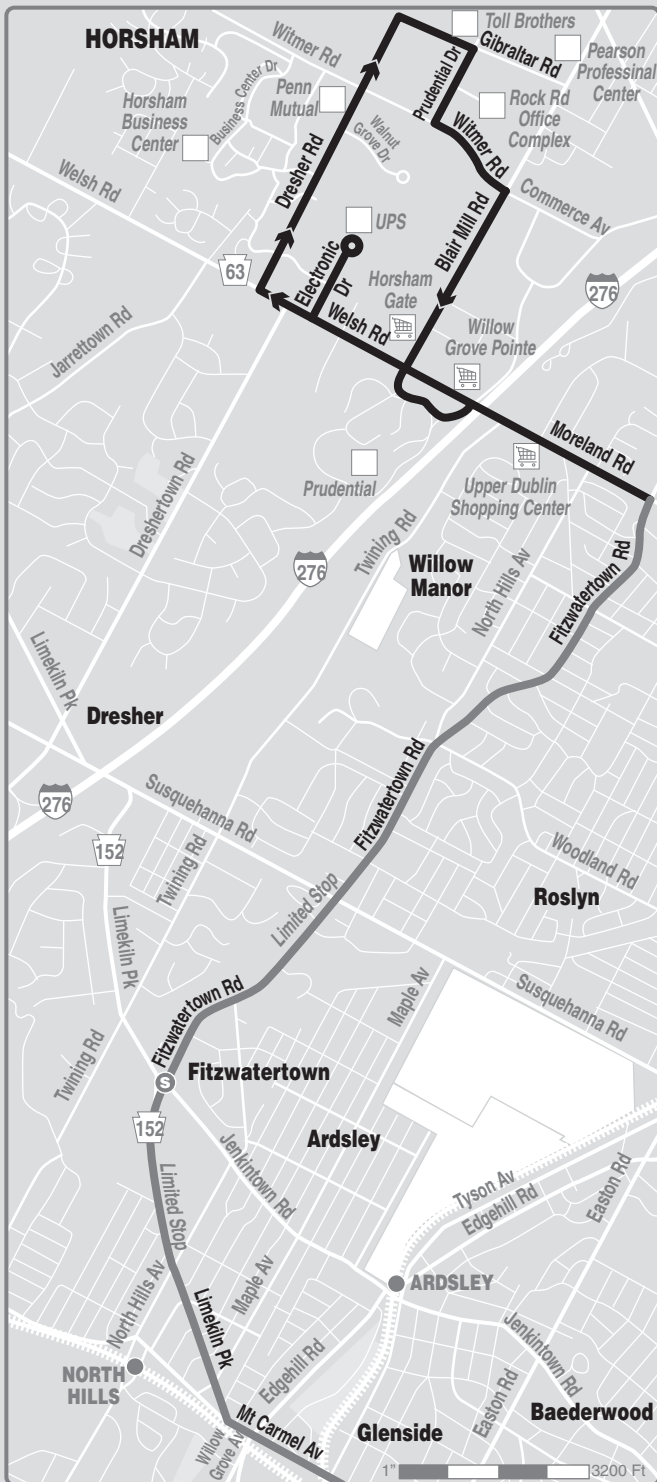 HORSHAM
Toll Brothers
Witmer Rd
Gibraltar Rd
Pearson
Professinal
Center
Business Center Dr
Penn
Mutual
Prudential Dr
Horsham
Business
Center
Rock Rd
Office
Complex
Walnut
Grove Dr
Witmer Rd
Welsh Rd
Dresher Rd
Commerce Av
UPS
Blair Mill Rd
63
Electronic
Dr
Horsham
Gate
276
Welsh Rd
Willow
Grove Pointe
Jarrettown Rd
Moreland Rd
Prudential
Upper Dublin
Shopping Center
Dreshertown Rd
Twining Rd
276
Willow
Manor
North Hills Av
Fitzwatertown Rd
Limekiln Pk
Dresher
Fitzwatertown Rd
276
Susquehanna Rd
152
Twining Rd
Woodland Rd
Limited Stop
Roslyn
Limekiln Pk
Maple Av
Susquehanna Rd
Fitzwatertown Rd
Twining Rd
S
Fitzwatertown
152
Ardsley
Jenkintown Rd
Limited Stop
Tyson Av
Edgehill Rd
Easton Rd
North Hills Av
Maple Av
ARDSLEY
Limekiln Pk
Jenkintown Rd
NORTH
HILLS
Edgehill Rd
Easton Rd
Baederwood
Mt Carmel Av
Willow
Grove Av
Glenside
1"
3200 Ft